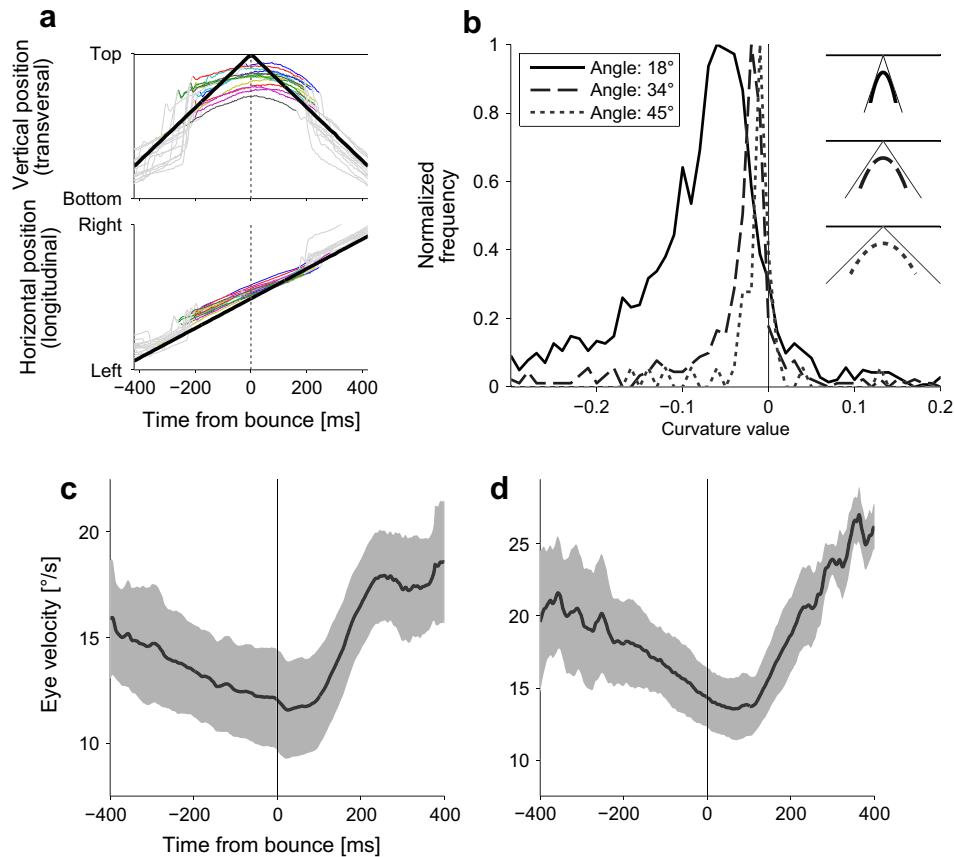 a
Top
Bottom
Vertical position
(transversal)
Right
Left
Horizontal position
(longitudinal)
−400 −200 0 200 400
Time from bounce [ms]
b
1
0.8
0.6
0.4
0.2
0
Normalized
frequency
Angle: 18°
Angle: 34°
Angle: 45°
−0.2 −0.1 0 0.1 0.2
Curvature value
c
20
15
10
Eye velocity [°/s]
−400 −200 0 200 400
Time from bounce [ms]
d
25
20
15
10
−400 −200 0 200 400